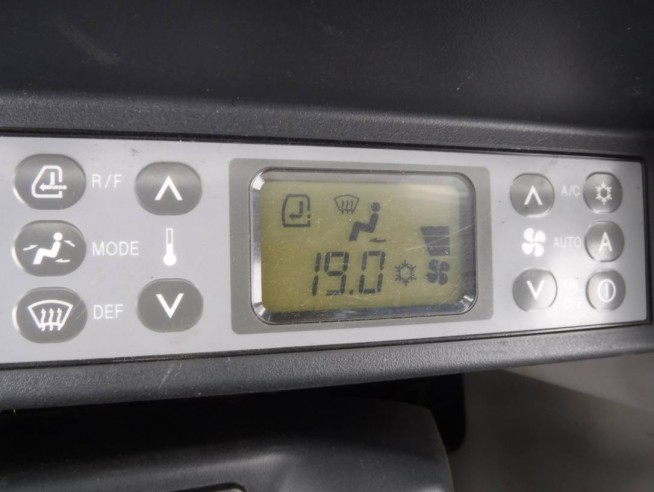 R/F
A/C
MODE
AUTO
A
19.0
DEF